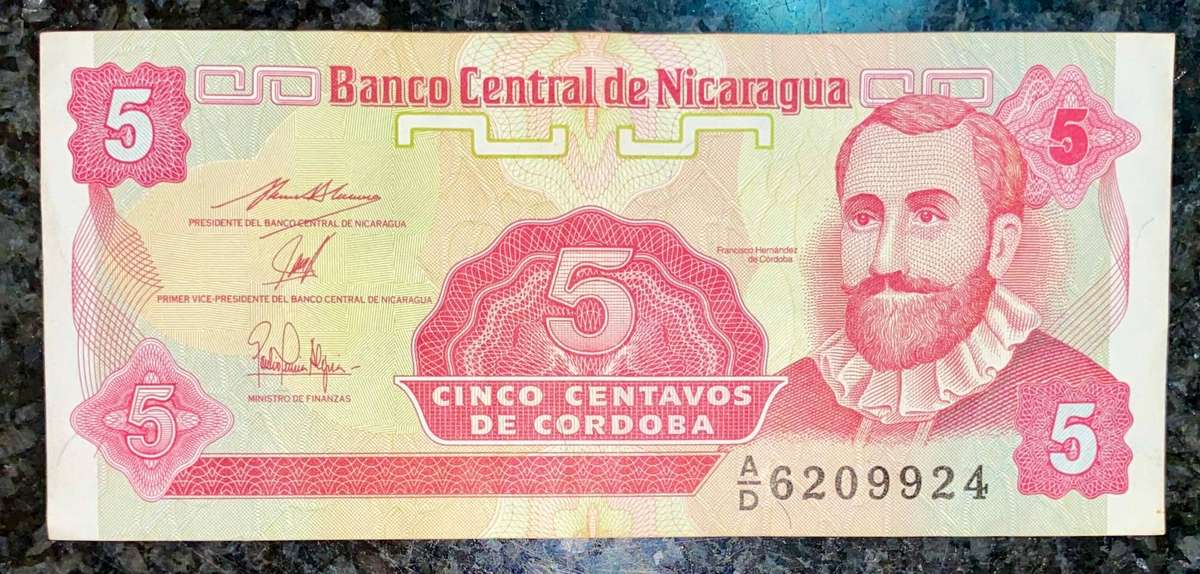 Banco Central de Nicaragua
5
5
PRESIDENTE DEL BANCO CENTRAL DE NICARAGUA
PRIMER VICE-PRESIDENTE DEL BANCO CENTRAL DE NICARAGUA
MINISTRO DE FINANZAS
Francisco Hernández
de Córdoba
5
CINCO CENTAVOS
DE CORDOBA
5
5
A/D 6209924